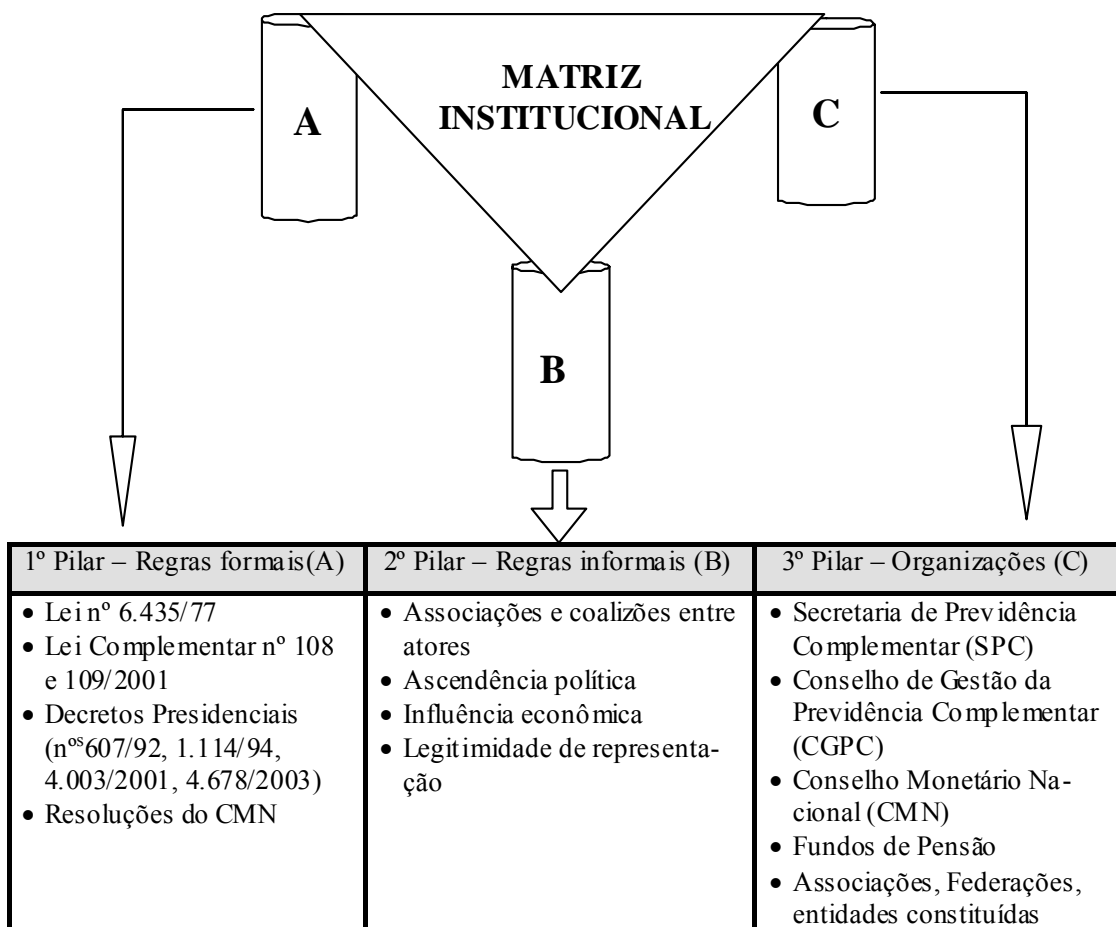 MATRIZ
INSTITUCIONAL
A
C
B
1º Pilar – Regras formais(A)
• Lei nº 6.435/77
• Lei Complementar nº 108
e 109/2001
• Decretos Presidenciais
(nºs607/92, 1.114/94,
4.003/2001, 4.678/2003)
• Resoluções do CMN
2º Pilar – Regras informais (B)
• Associações e coalizões entre
atores
• Ascendência política
• Influência econômica
• Legitimidade de representa-
ção
3º Pilar – Organizações (C)
• Secretaria de Previdência
Complementar (SPC)
• Conselho de Gestão da
Previdência Complementar
(CGPC)
• Conselho Monetário Na-
cional (CMN)
• Fundos de Pensão
• Associações, Federações,
entidades constituídas